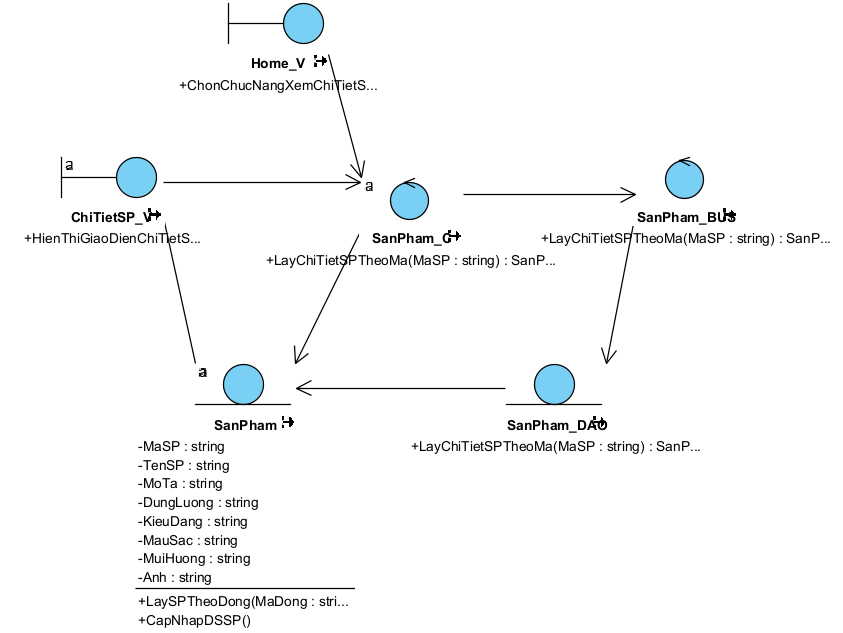 Home_V
+ChonChucNangXemChiTietS...
a
ChiTietSP_V
+HienThiGiaoDienChiTietS...
a
SanPham_C
+LayChiTietSPTheoMa(MaSP : string) : SanP...
SanPham_BUS
+LayChiTietSPTheoMa(MaSP : string) : SanP...
a
SanPham
-MaSP : string
-TenSP : string
-MoTa : string
-DungLuong : string
-KieuDang : string
-MauSac : string
-MuiHuong : string
-Anh : string
+LaySPTheoDong(MaDong : stri...
+CapNhapDSSP()
SanPham_DAO
+LayChiTietSPTheoMa(MaSP : string) : SanP...